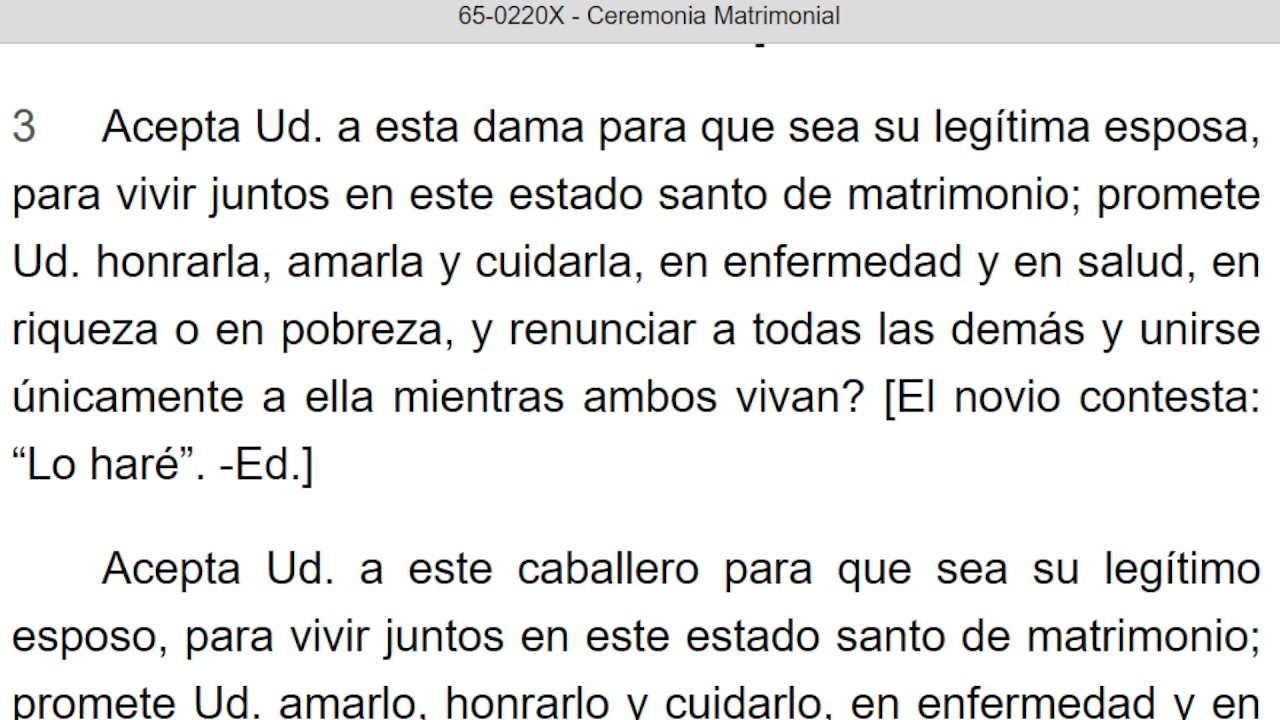 65-0220X - Ceremonia Matrimonial
3 Acepta Ud. a esta dama para que sea su legítima esposa,
para vivir juntos en este estado santo de matrimonio; promete
Ud. honrarla, amarla y cuidarla, en enfermedad y en salud, en
riqueza o en pobreza, y renunciar a todas las demás y unirse
únicamente a ella mientras ambos vivan? [El novio contesta:
“Lo haré”. -Ed.]
Acepta Ud. a este caballero para que sea su legítimo
esposo, para vivir juntos en este estado santo de matrimonio;
promete Ud. amarlo, honrarlo y cuidarlo, en enfermedad y en